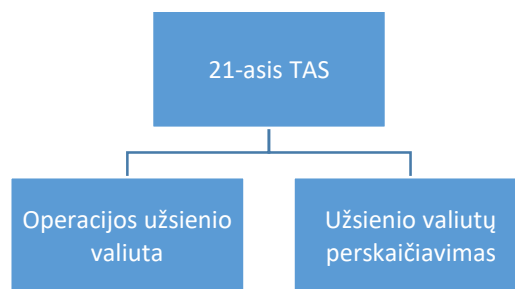 21-asis TAS
Operacijos užsienio
valiuta
Užsienio valiutų
perskaičiavimas